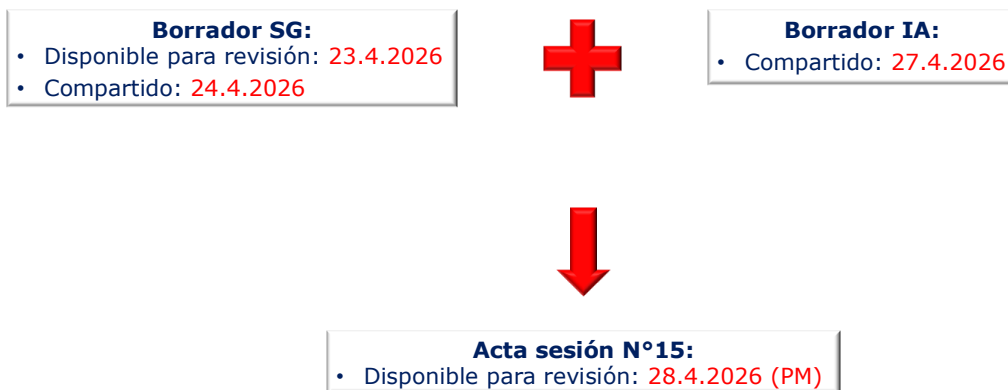 Borrador SG:
• Disponible para revisión: 23.4.2026
• Compartido: 24.4.2026
Borrador IA:
• Compartido: 27.4.2026
Acta sesión N°15:
• Disponible para revisión: 28.4.2026 (PM)